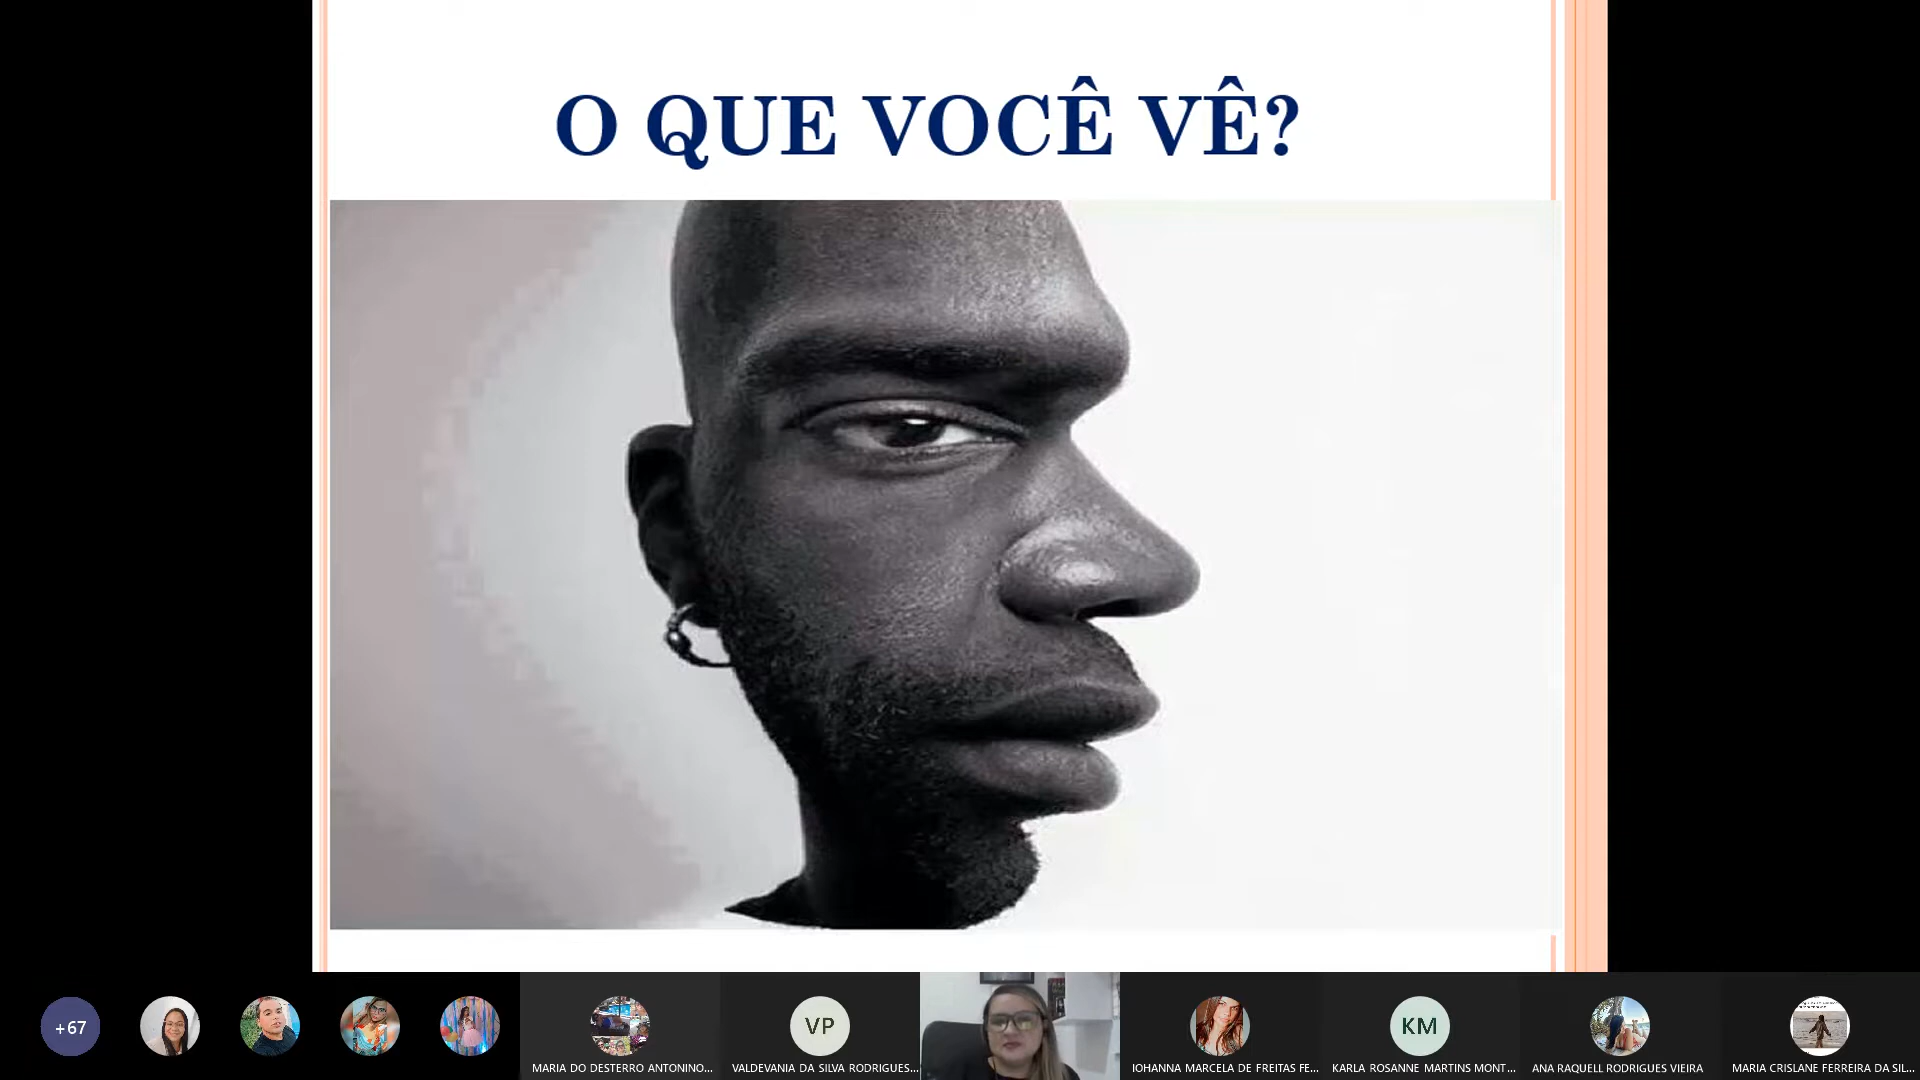 O QUE VOCÊ VÊ?
+67
VP
KM
MARIA DO DESTERRO ANTONINO...
VALDEVANIA DA SILVA RODRIGUES...
IOHANNA MARCELA DE FREITAS FE...
KARLA ROSANNE MARTINS MONT...
ANA RAQUELL RODRIGUES VIEIRA
MARIA CRISLANE FERREIRA DA SIL...